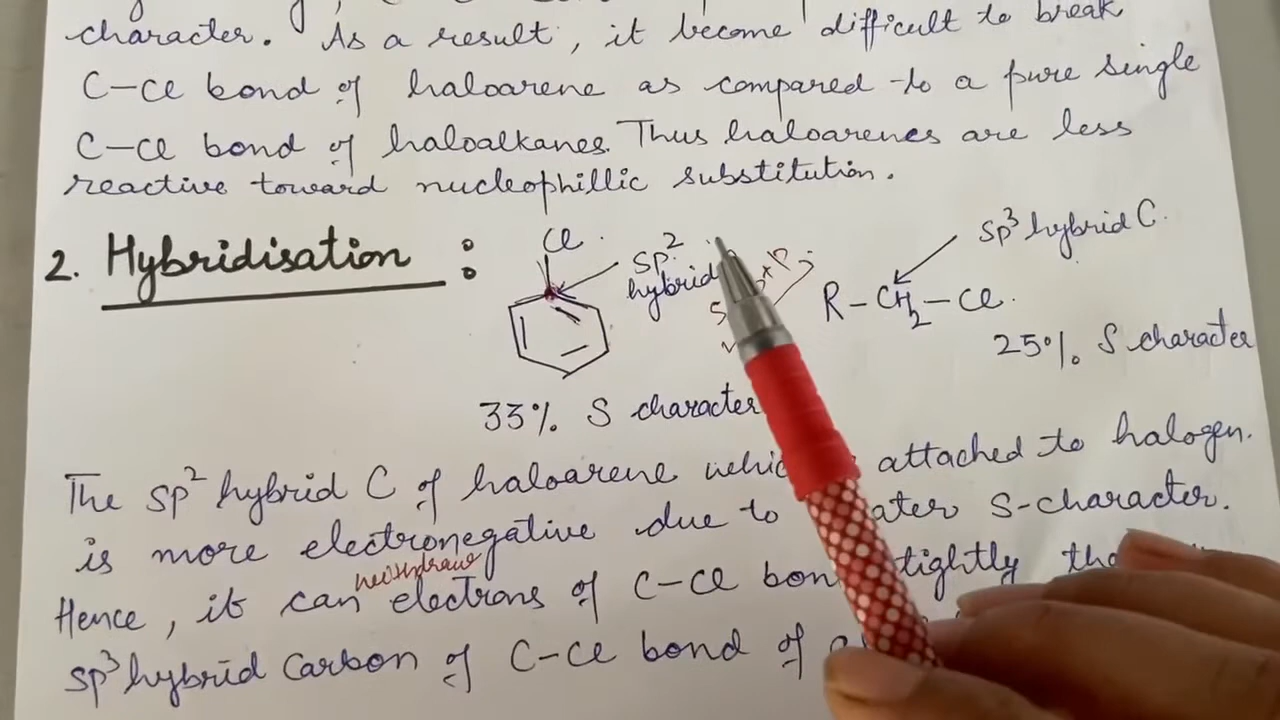 character. As a result, it become difficult to break
C-Cl bond of haloarene as compared to a pure single
C-Cl bond of haloalkanes. Thus haloarenes are less
reactive toward nucleophillic substitution.
2. Hybridisation :
Cl
sp² hybrid
33% S character
sp³ hybrid C.
R-CH₂-Cl.
25% S character
The sp² hybrid C of haloarene attached to halogen.
is more electronegative due to S-character.
withdraw
Hence, it can electrons of C-Cl tightly
sp³ hybrid carbon of C-Cl bond of